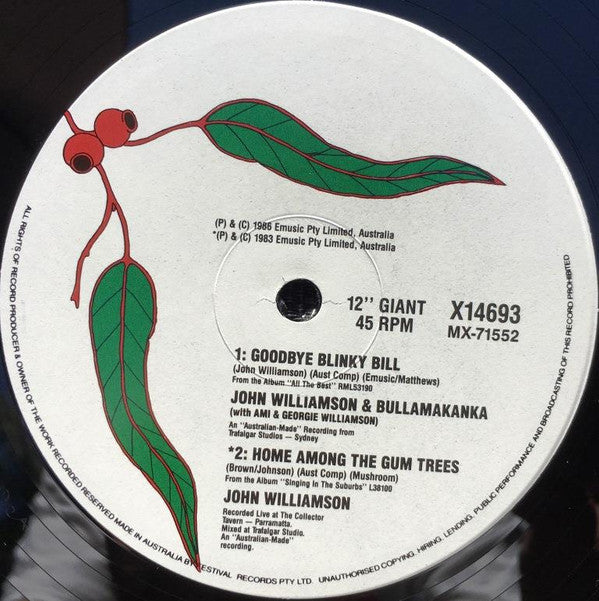 (P) & (C) 1986 Emusic Pty Limited, Australia
*(P) & (C) 1983 Emusic Pty Limited, Australia
12'' GIANT
45 RPM
X14693
MX-71552
1: GOODBYE BLINKY BILL
(John Williamson) (Aust Comp) (Emusic/Matthews)
From the Album "All The Best" RML53190
JOHN WILLIAMSON & BULLAMAKANKA
(with AMI & GEORGIE WILLIAMSON)
An "Australian-Made" Recording from
Trafalgar Studios — Sydney
*2: HOME AMONG THE GUM TREES
(Brown/Johnson) (Aust Comp) (Mushroom)
From the Album "Singing In The Suburbs" L38100
JOHN WILLIAMSON
Recorded Live at The Collector
Tavern — Parramatta.
Mixed at Trafalgar Studio.
An "Australian-Made"
recording.
ALL RIGHTS OF RECORD PRODUCER & OWNER OF THE WORK RECORDED RESERVED MADE IN AUSTRALIA BY FESTIVAL RECORDS PTY LTD. UNAUTHORISED COPYING, HIRING, LENDING, PUBLIC PERFORMANCE AND BROADCASTING OF THIS RECORD PROHIBITED